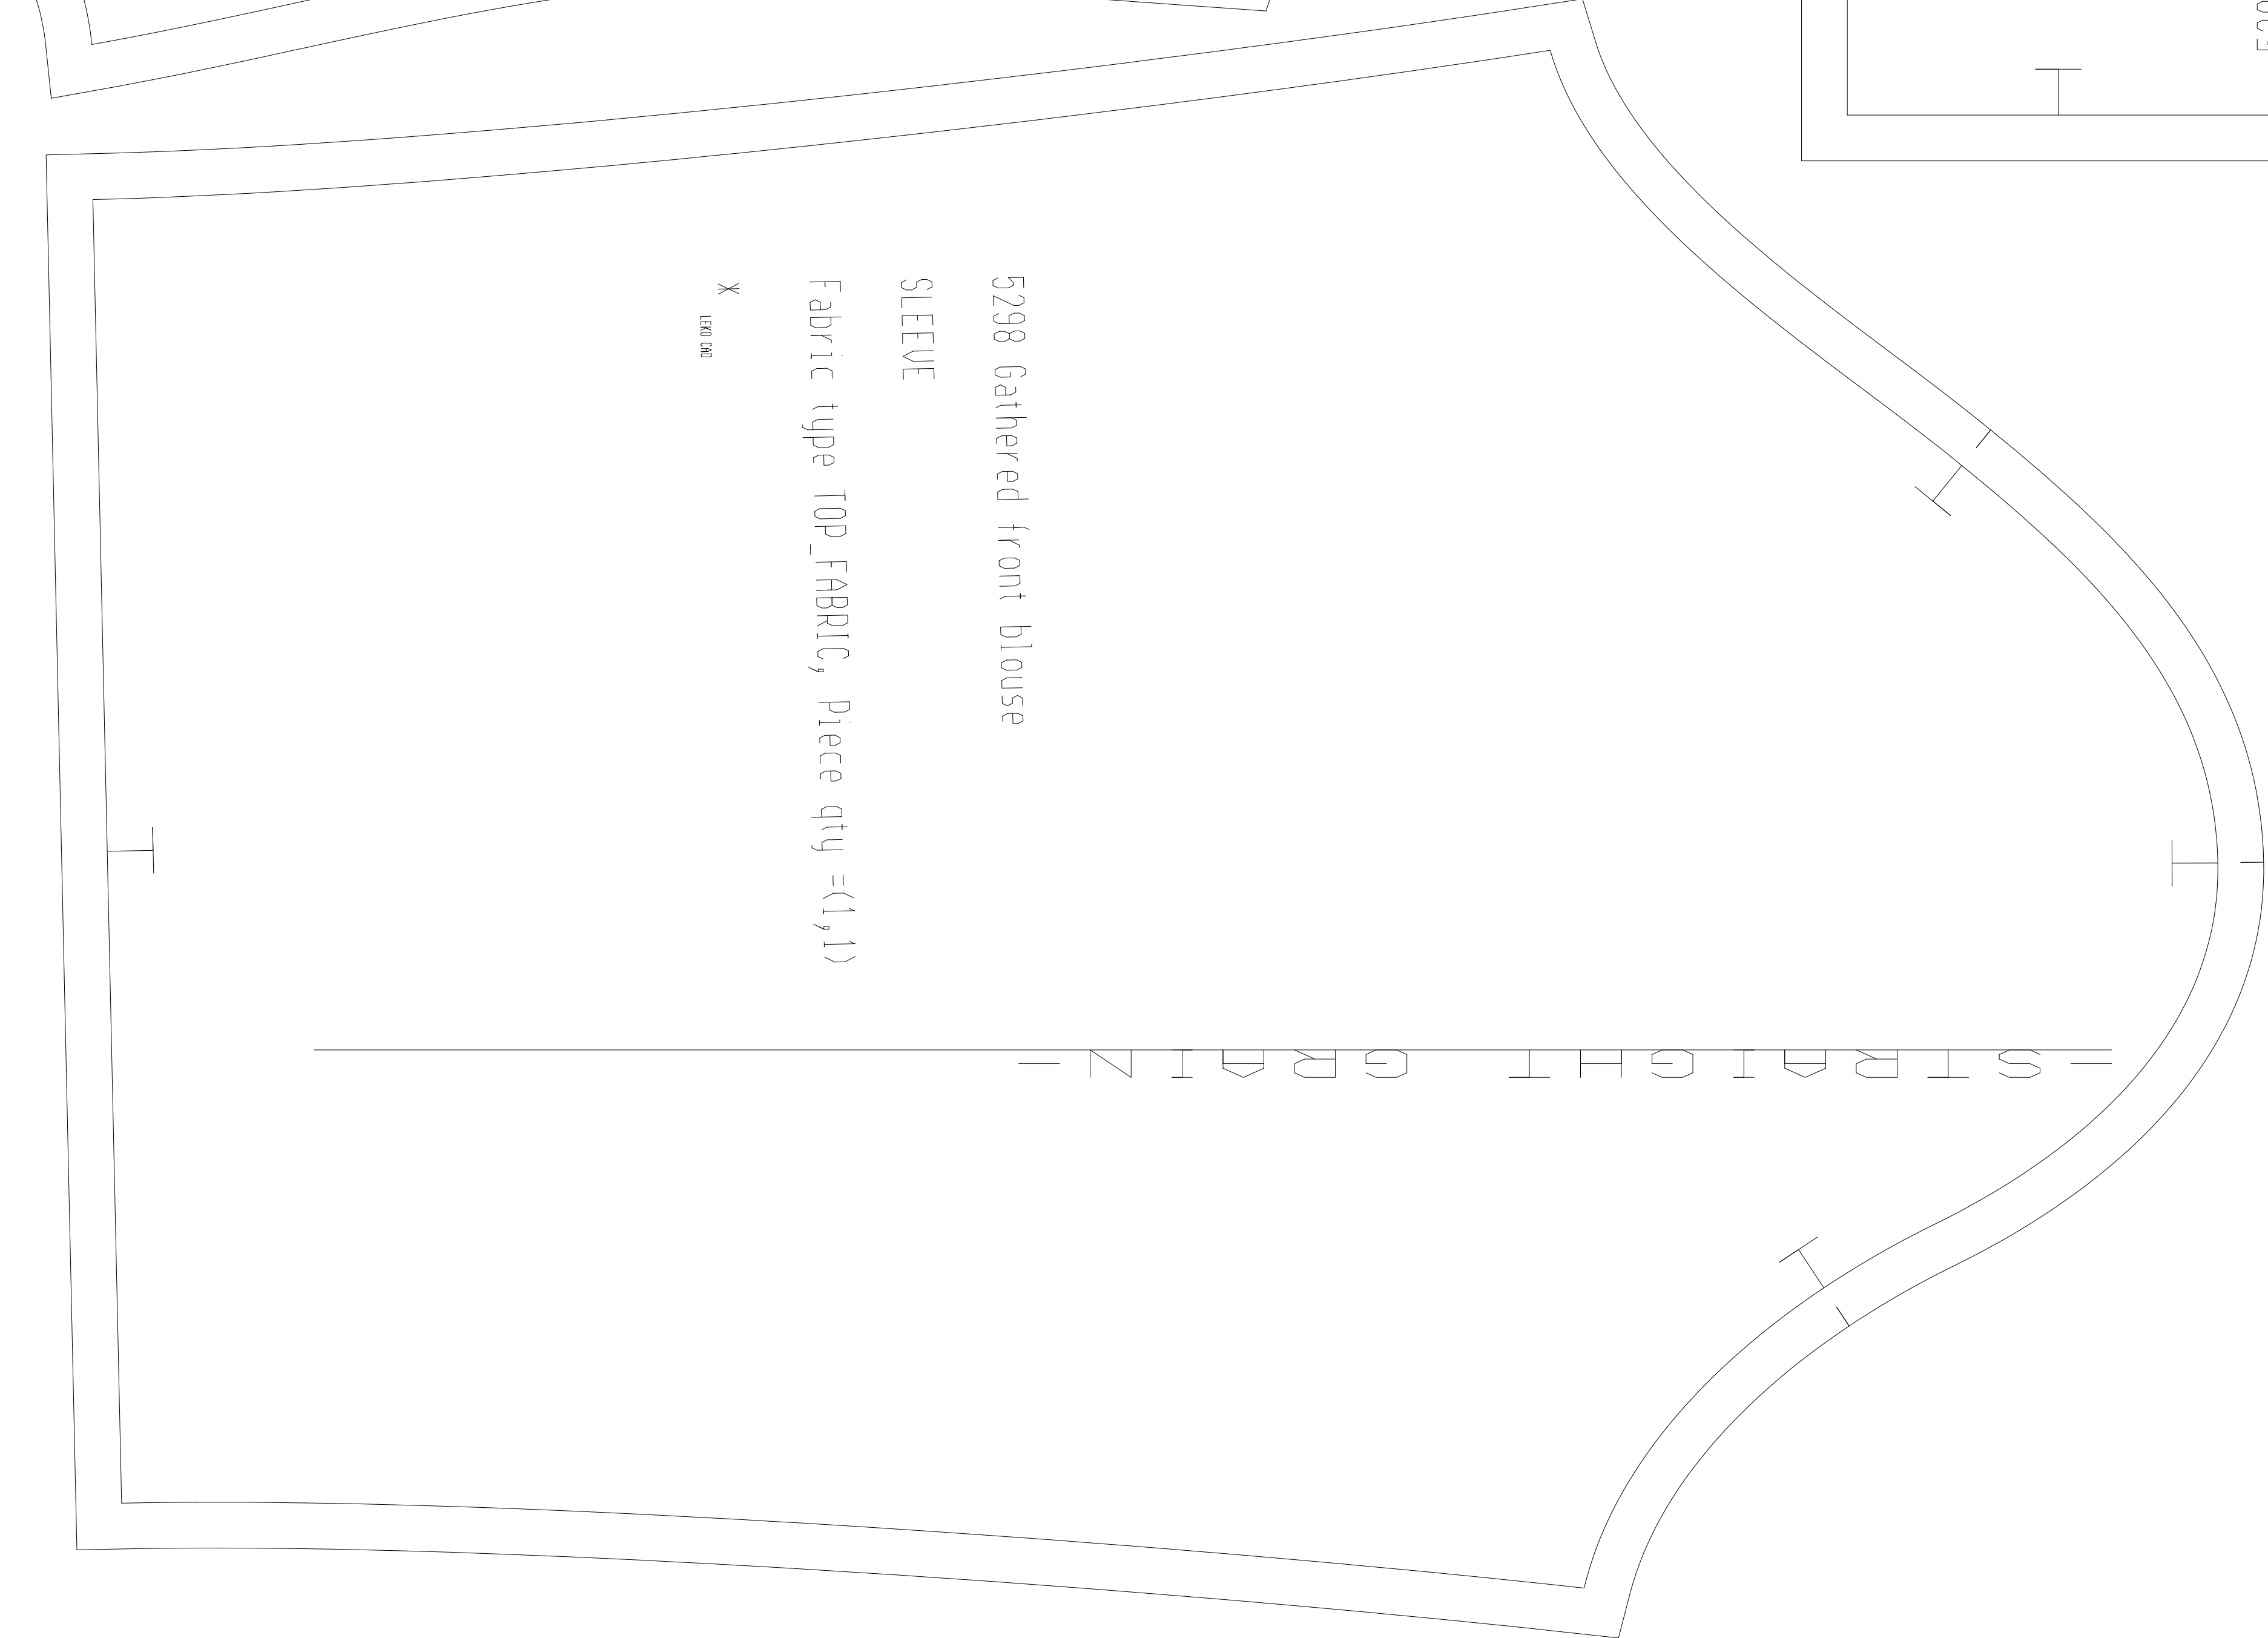 5298 Gathered front blouse
SLEEVE
Fabric type TOP_FABRIC, piece qty =(1,1)
*
LEKO CAD
-STRAIGHT GRAIN-